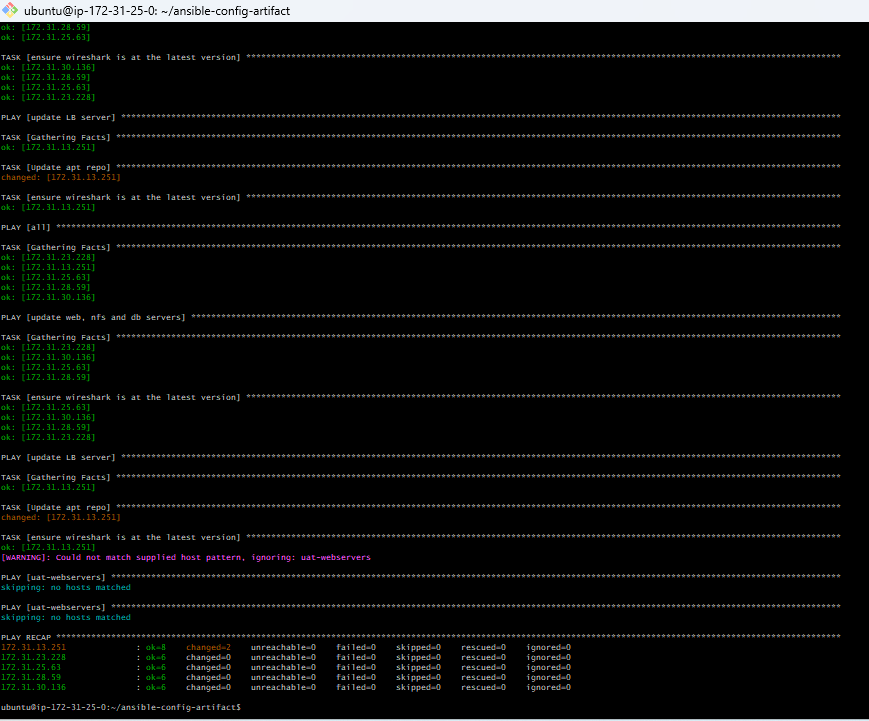 ubuntu@ip-172-31-25-0: ~/ansible-config-artifact
ok: [172.31.28.59]
ok: [172.31.25.63]
TASK [ensure wireshark is at the latest version] ***********************************************************************************************************************
ok: [172.31.30.136]
ok: [172.31.28.59]
ok: [172.31.25.63]
ok: [172.31.23.228]
PLAY [update LB server] ************************************************************************************************************************************************
TASK [Gathering Facts] *************************************************************************************************************************************************
ok: [172.31.13.251]
TASK [Update apt repo] *************************************************************************************************************************************************
changed: [172.31.13.251]
TASK [ensure wireshark is at the latest version] ***********************************************************************************************************************
ok: [172.31.13.251]
PLAY [all] *************************************************************************************************************************************************************
TASK [Gathering Facts] *************************************************************************************************************************************************
ok: [172.31.23.228]
ok: [172.31.13.251]
ok: [172.31.25.63]
ok: [172.31.28.59]
ok: [172.31.30.136]
PLAY [update web, nfs and db servers] **********************************************************************************************************************************
TASK [Gathering Facts] *************************************************************************************************************************************************
ok: [172.31.23.228]
ok: [172.31.30.136]
ok: [172.31.25.63]
ok: [172.31.28.59]
TASK [ensure wireshark is at the latest version] ***********************************************************************************************************************
ok: [172.31.25.63]
ok: [172.31.30.136]
ok: [172.31.28.59]
ok: [172.31.23.228]
PLAY [update LB server] ************************************************************************************************************************************************
TASK [Gathering Facts] *************************************************************************************************************************************************
ok: [172.31.13.251]
TASK [Update apt repo] *************************************************************************************************************************************************
changed: [172.31.13.251]
TASK [ensure wireshark is at the latest version] ***********************************************************************************************************************
ok: [172.31.13.251]
[WARNING]: Could not match supplied host pattern, ignoring: uat-webservers
PLAY [uat-webservers] **************************************************************************************************************************************************
skipping: no hosts matched
PLAY [uat-webservers] **************************************************************************************************************************************************
skipping: no hosts matched
PLAY RECAP *************************************************************************************************************************************************************
172.31.13.251 : ok=8 changed=2 unreachable=0 failed=0 skipped=0 rescued=0 ignored=0
172.31.23.228 : ok=6 changed=0 unreachable=0 failed=0 skipped=0 rescued=0 ignored=0
172.31.25.63 : ok=6 changed=0 unreachable=0 failed=0 skipped=0 rescued=0 ignored=0
172.31.28.59 : ok=6 changed=0 unreachable=0 failed=0 skipped=0 rescued=0 ignored=0
172.31.30.136 : ok=6 changed=0 unreachable=0 failed=0 skipped=0 rescued=0 ignored=0
ubuntu@ip-172-31-25-0:~/ansible-config-artifact$